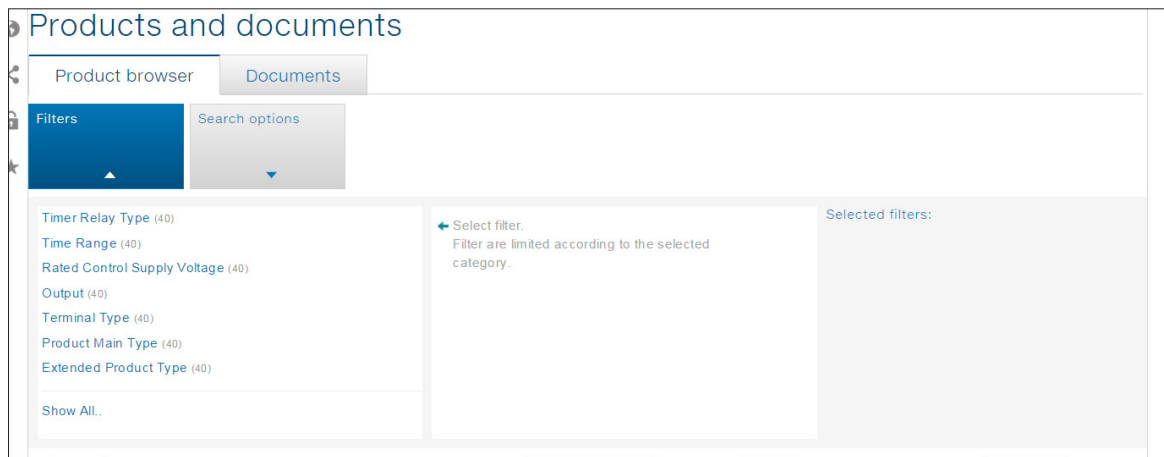 Products and documents
Product browser
Documents
Filters
Search options
Timer Relay Type (40)
Time Range (40)
Rated Control Supply Voltage (40)
Output (40)
Terminal Type (40)
Product Main Type (40)
Extended Product Type (40)
Show All..
Select filter.
Filter are limited according to the selected
category.
Selected filters: